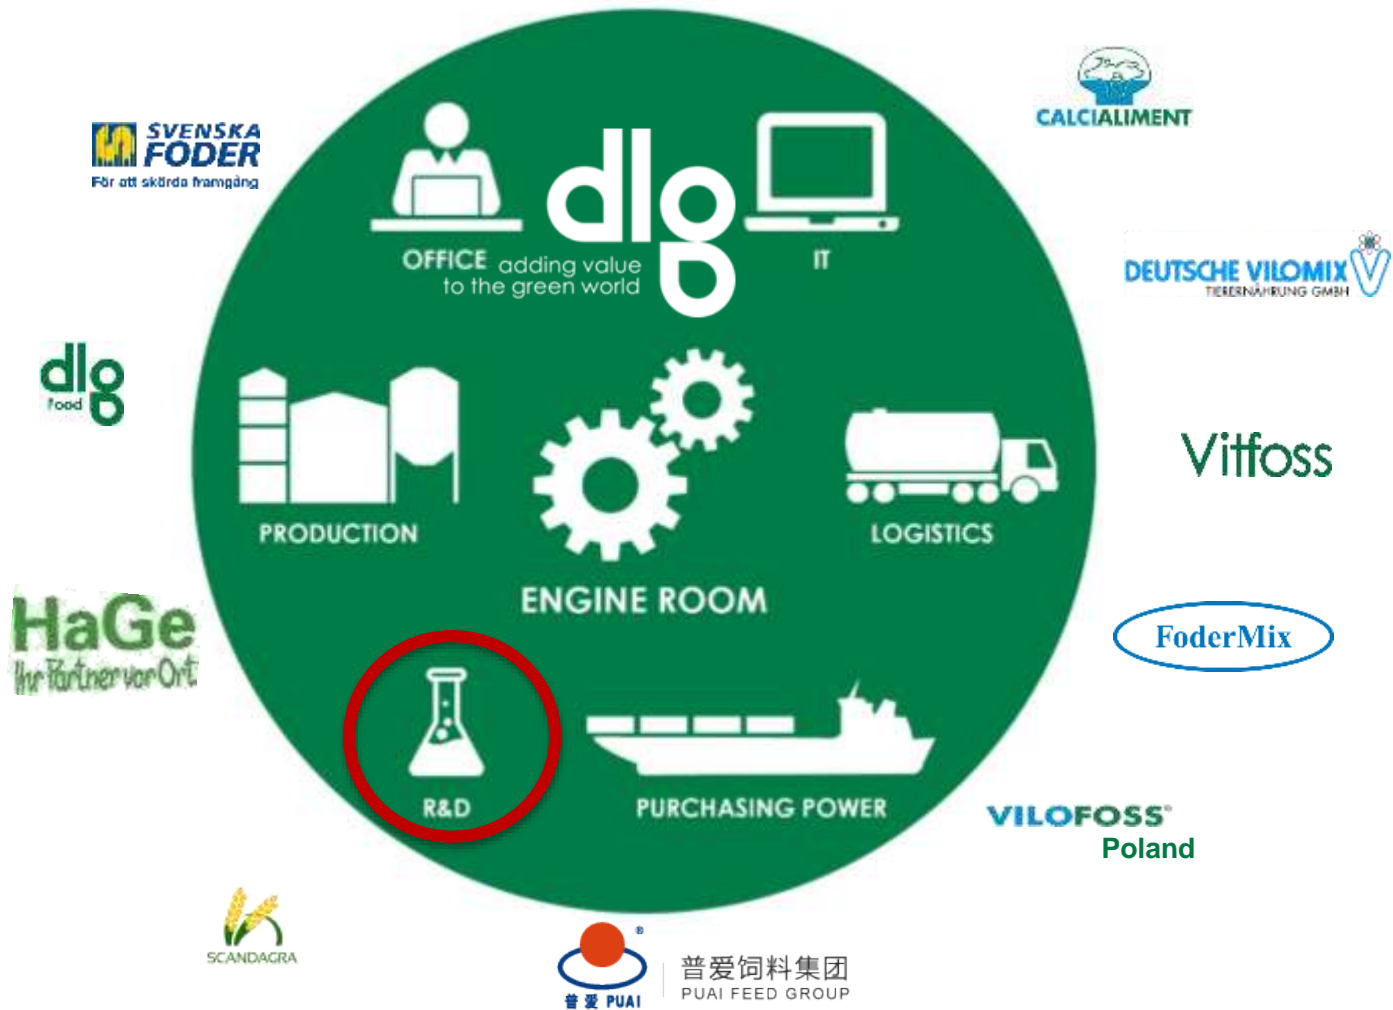 CALCIALIMENT
SVENSKA
FODER
För att skörda framgång
dlg
OFFICE
adding value
to the green world
IT
DEUTSCHE VILOMIX
TIERERNÄHRUNG GMBH
dlg
Food
Vitfoss
PRODUCTION
LOGISTICS
ENGINE ROOM
HaGe
Ihr Partner vor Ort
FoderMix
R&D
PURCHASING POWER
VILOFOSS®
Poland
SCANDAGRA
®
普爱 PUAI
普爱饲料集团
PUAI FEED GROUP